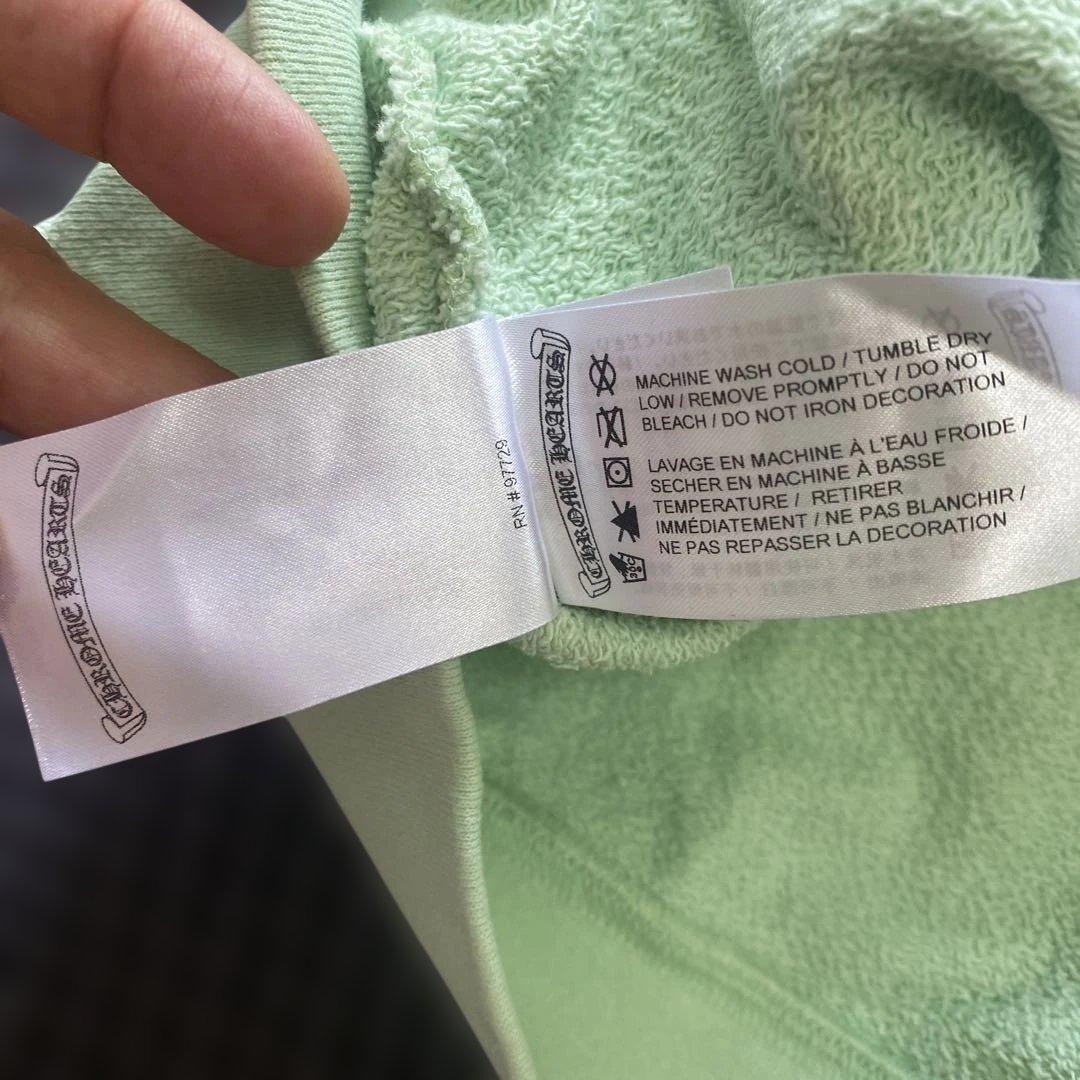 CHROME HEARTS
RN # 97729
CHROME HEARTS
MACHINE WASH COLD / TUMBLE DRY
LOW / REMOVE PROMPTLY / DO NOT
BLEACH / DO NOT IRON DECORATION
LAVAGE EN MACHINE À L'EAU FROIDE /
SECHER EN MACHINE À BASSE
TEMPERATURE / RETIRER
IMMÉDIATEMENT / NE PAS BLANCHIR /
NE PAS REPASSER LA DECORATION
30C